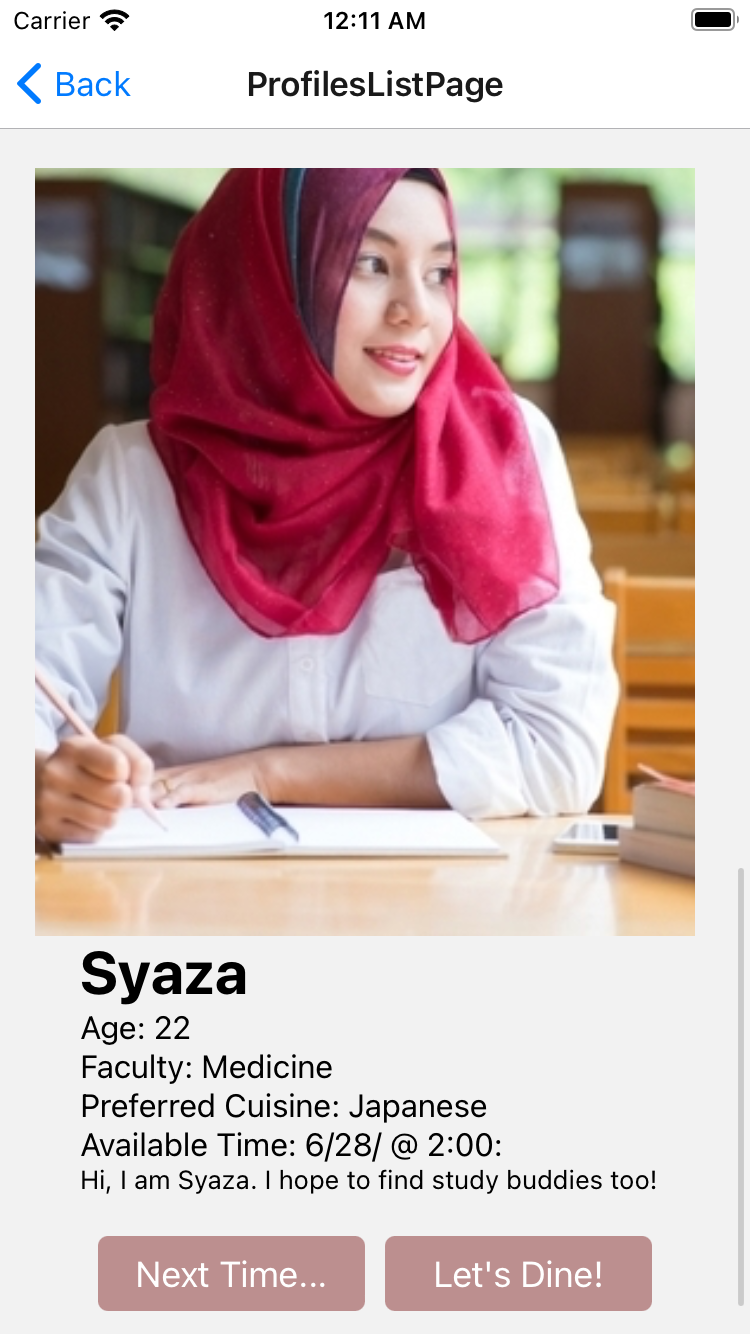 Carrier 12:11 AM
Back ProfilesListPage
Syaza
Age: 22
Faculty: Medicine
Preferred Cuisine: Japanese
Available Time: 6/28/ @ 2:00:
Hi, I am Syaza. I hope to find study buddies too!
Next Time... Let's Dine!